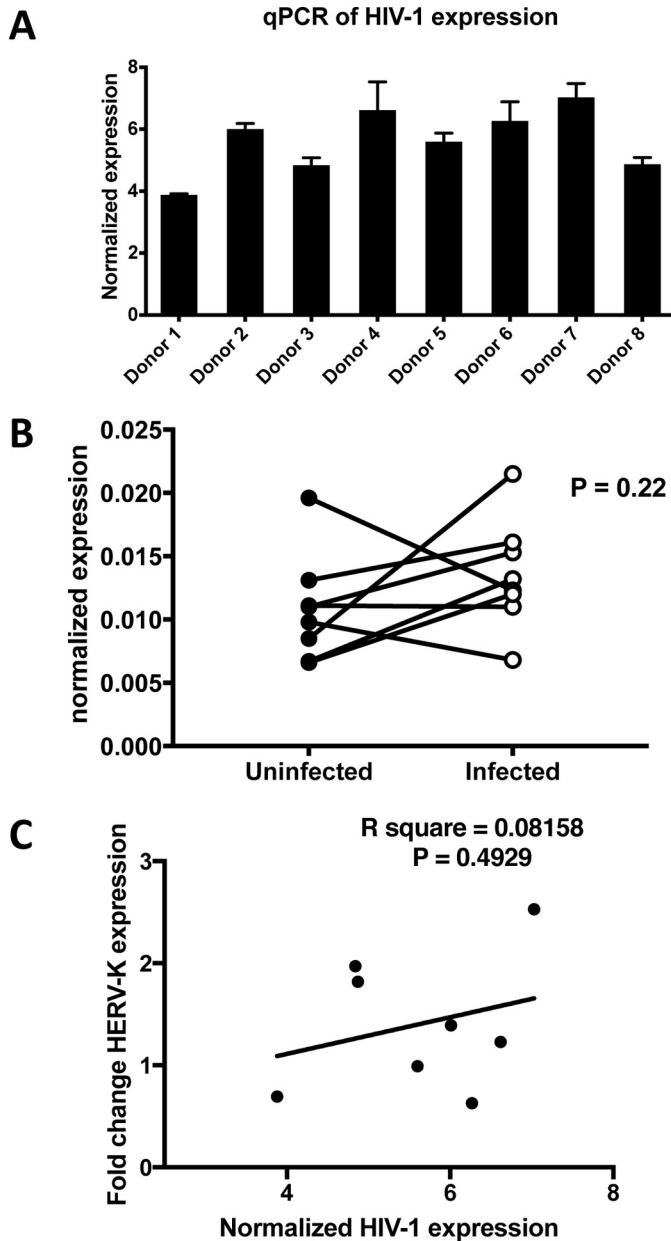 A
qPCR of HIV-1 expression
Normalized expression
8
6
4
2
0
Donor 1
Donor 2
Donor 3
Donor 4
Donor 5
Donor 6
Donor 7
Donor 8
B
normalized expression
0.025
0.020
0.015
0.010
0.005
0.000
P = 0.22
Uninfected
Infected
C
R square = 0.08158
P = 0.4929
Fold change HERV-K expression
3
2
1
0
4
6
8
Normalized HIV-1 expression